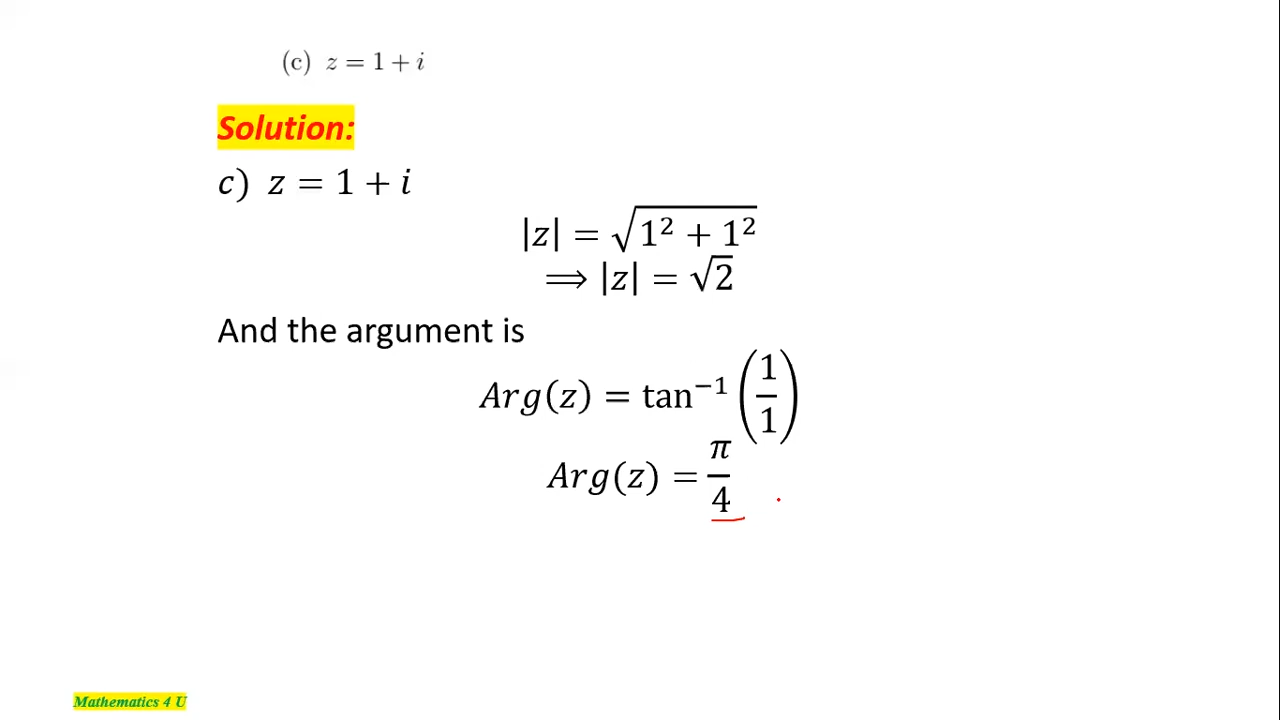 (c) z = 1 + i
Solution:
c) z = 1 + i
|z| = √(1² + 1²)
⟹ |z| = √2
And the argument is
Arg(z) = tan⁻¹(1/1)
Arg(z) = π/4
Mathematics 4 U